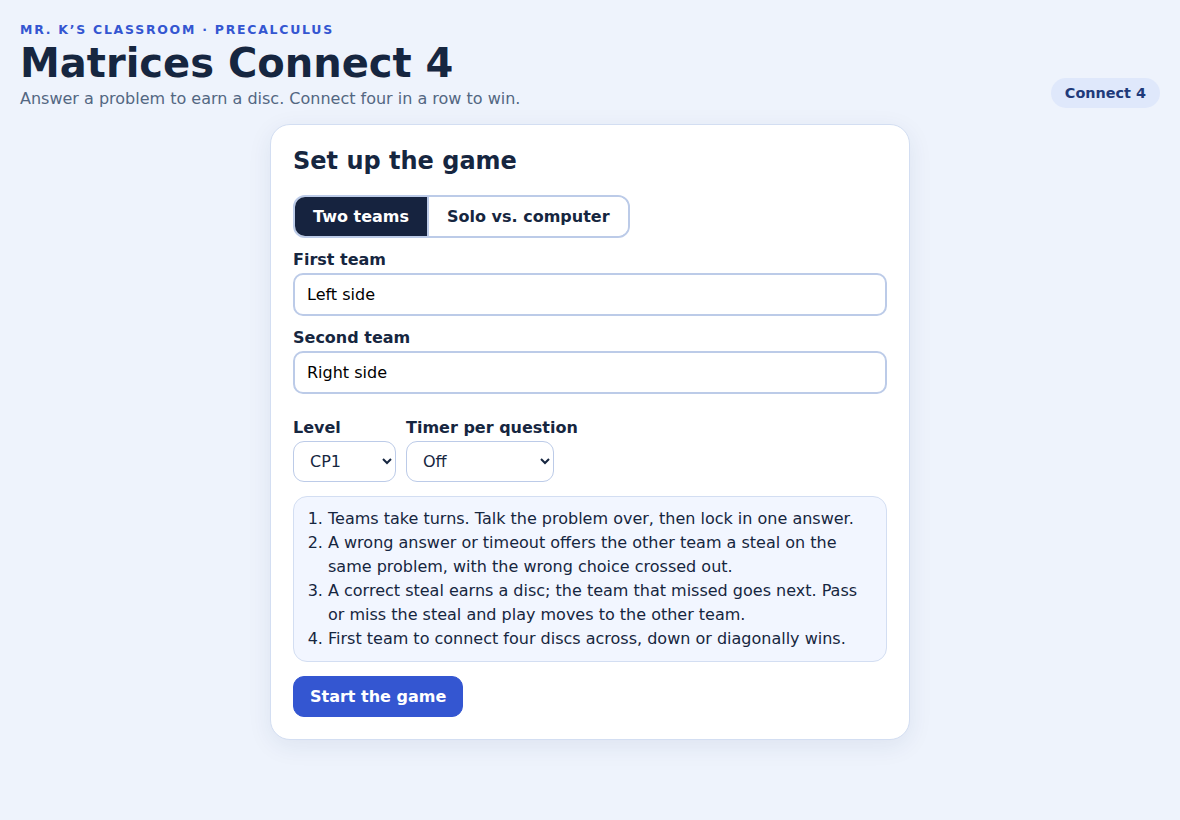 MR. K’S CLASSROOM · PRECALCULUS
Matrices Connect 4
Answer a problem to earn a disc. Connect four in a row to win.
Connect 4
Set up the game
Two teams
Solo vs. computer
First team
Left side
Second team
Right side
Level
Timer per question
CP1
Off
1. Teams take turns. Talk the problem over, then lock in one answer.
2. A wrong answer or timeout offers the other team a steal on the
same problem, with the wrong choice crossed out.
3. A correct steal earns a disc; the team that missed goes next. Pass
or miss the steal and play moves to the other team.
4. First team to connect four discs across, down or diagonally wins.
Start the game